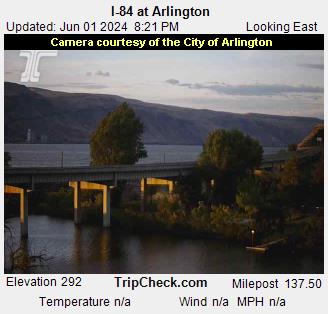 I-84 at Arlington
Updated: Jun 01 2024 8:21 PM Looking East
Camera courtesy of the City of Arlington
Elevation 292 TripCheck.com Milepost 137.50
Temperature n/a Wind n/a MPH n/a